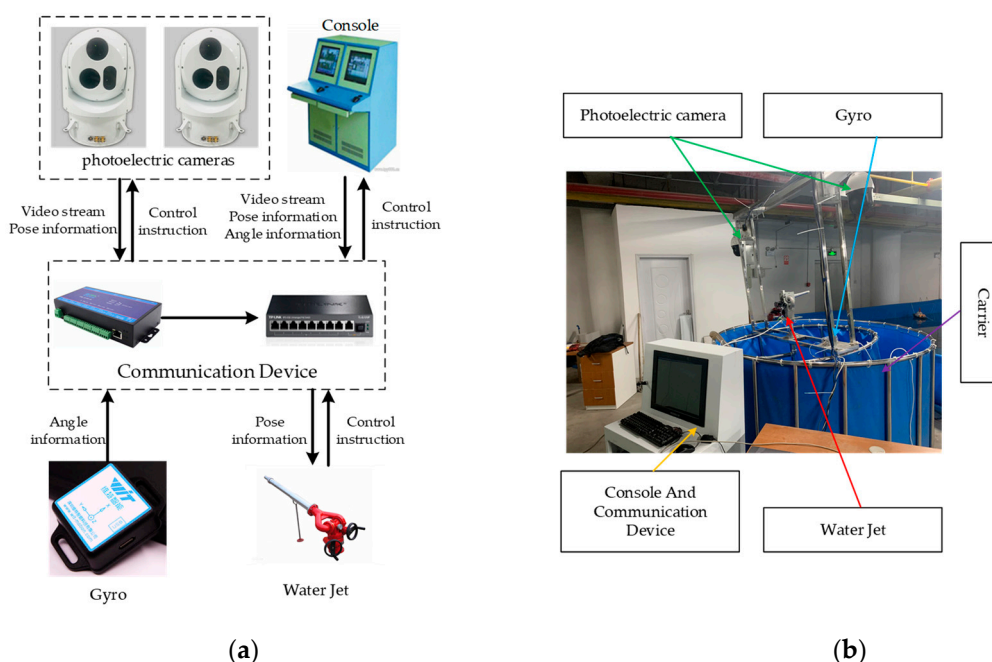 Console
photoelectric cameras
Video stream
Pose information
Control
instruction
Video stream
Pose information
Angle information
Control
instruction
Communication Device
Angle
information
Pose
information
Control
instruction
Gyro
Water Jet
(a)
Photoelectric camera
Gyro
Carrier
Console And
Communication
Device
Water Jet
(b)